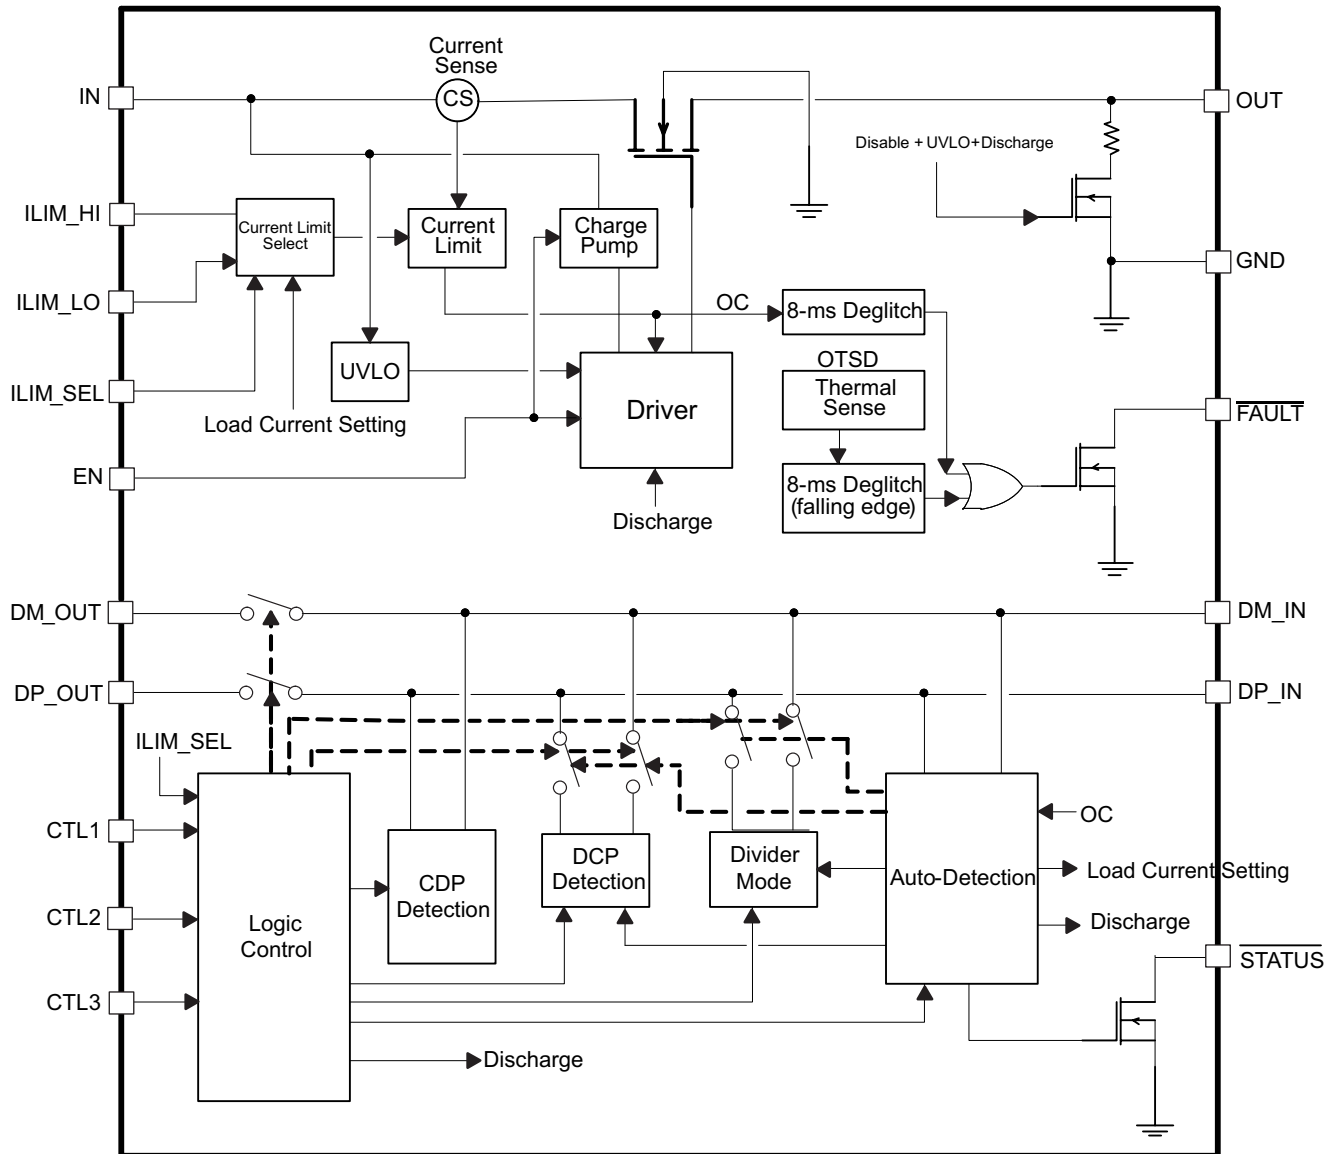 Current
Sense
IN
CS
OUT
Disable + UVLO+Discharge
ILIM_HI
Current Limit
Select
Current
Limit
Charge
Pump
GND
ILIM_LO
OC
8-ms Deglitch
UVLO
OTSD
Thermal
Sense
ILIM_SEL
Driver
FAULT
Load Current Setting
EN
8-ms Deglitch
(falling edge)
Discharge
DM_OUT
DM_IN
DP_OUT
DP_IN
ILIM_SEL
CTL1
OC
DCP
Detection
Divider
Mode
Auto-Detection
Load Current Setting
CDP
Detection
CTL2
Logic
Control
Discharge
STATUS
CTL3
Discharge